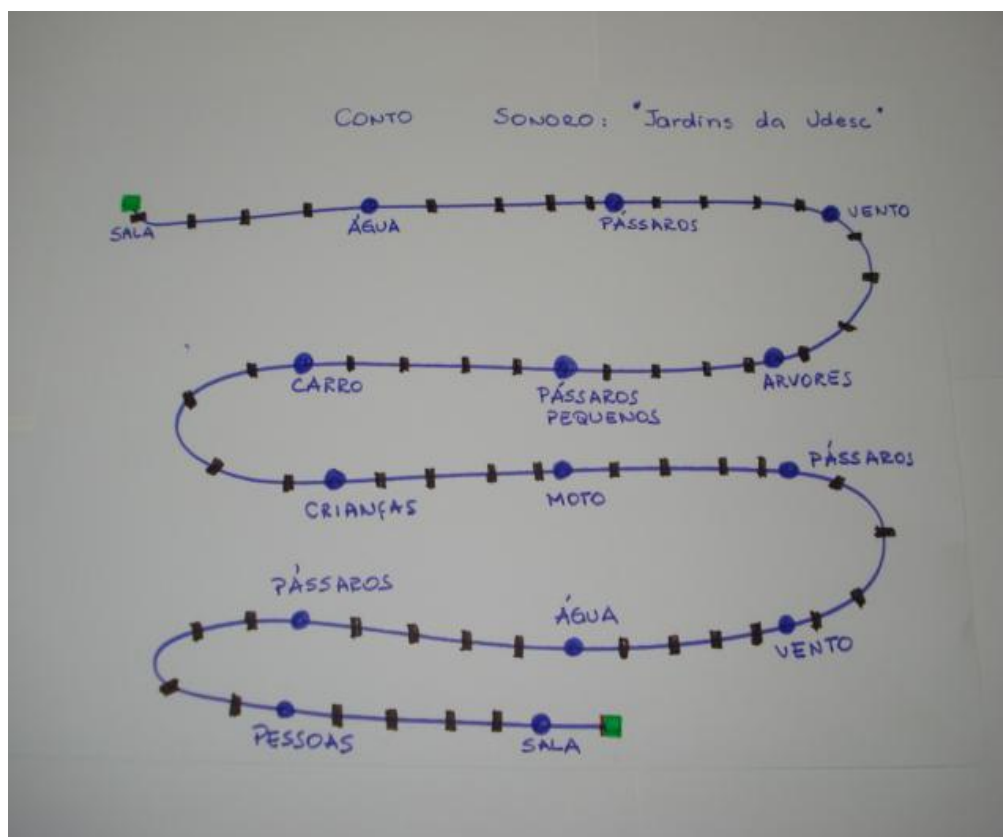 CONTO SONORO: "Jardins da Udesc"
SALA
ÁGUA
PÁSSAROS
VENTO
CARRO
PÁSSAROS
PEQUENOS
ARVORES
CRIANÇAS
MOTO
PÁSSAROS
PÁSSAROS
ÁGUA
VENTO
PESSOAS
SALA